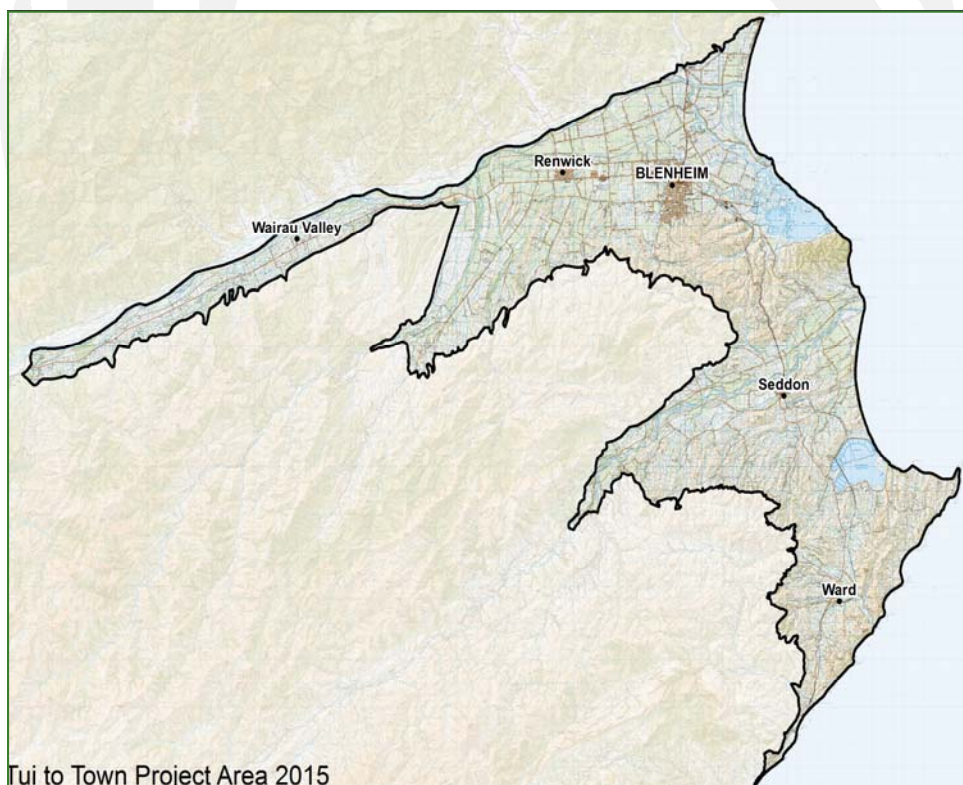 Renwick
BLENHEIM
Wairau Valley
Seddon
Ward
Tui to Town Project Area 2015